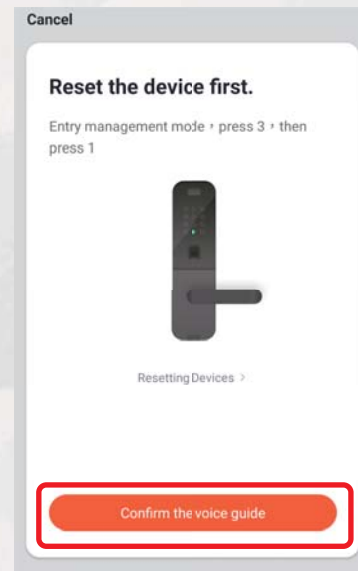 Cancel
Reset the device first.
Entry management mode，press 3，then
press 1
Resetting Devices >
Confirm the voice guide